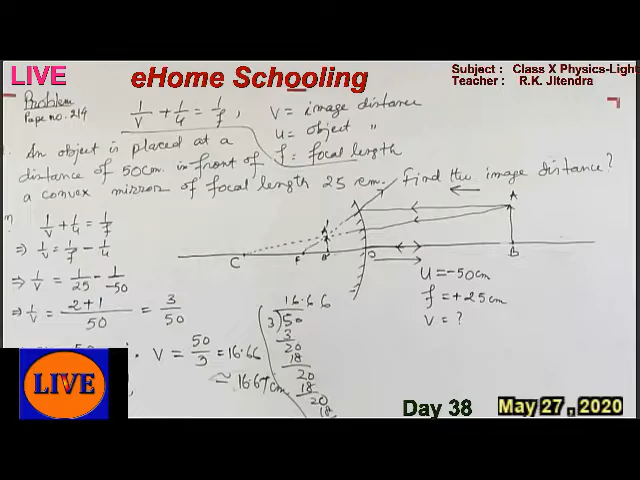 LIVE
eHome Schooling
Subject : Class X Physics-Light
Teacher : R.K. Jitendra
Problem
Page no. 214
1/v + 1/u = 1/f , v = image distance
u = object "
f = focal length
An object is placed at a
distance of 50cm in front of
a convex mirror of focal length 25 cm. Find the image distance?
1/v + 1/u = 1/f
⇒ 1/v = 1/f - 1/u
⇒ 1/v = 1/25 - 1/-50
⇒ 1/v = 2+1/50 = 3/50
v = 50/3 = 16.66
≈ 16.67 cm
16.66
3)50
3
20
18
20
18
20
18
A
A'
C
F
B'
O
B
u = -50cm
f = +25cm
v = ?
LIVE
Day 38
May 27 , 2020